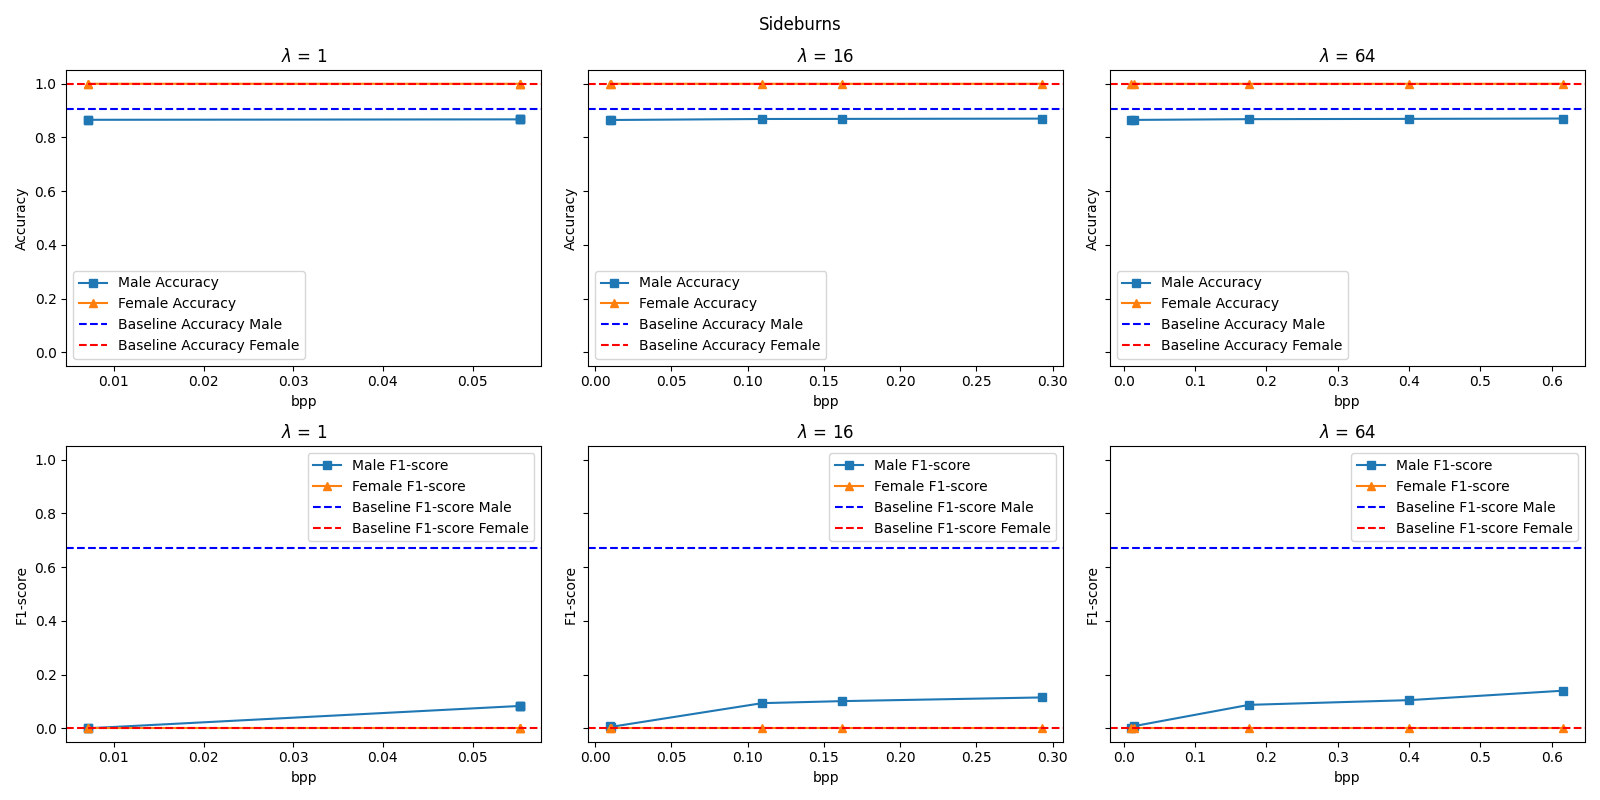 Sideburns
λ = 1
1.0
0.8
0.6
0.4
0.2
0.0
Accuracy
Male Accuracy
Female Accuracy
Baseline Accuracy Male
Baseline Accuracy Female
0.01 0.02 0.03 0.04 0.05
bpp
λ = 16
Accuracy
Male Accuracy
Female Accuracy
Baseline Accuracy Male
Baseline Accuracy Female
0.00 0.05 0.10 0.15 0.20 0.25 0.30
bpp
λ = 64
Accuracy
Male Accuracy
Female Accuracy
Baseline Accuracy Male
Baseline Accuracy Female
0.0 0.1 0.2 0.3 0.4 0.5 0.6
bpp
λ = 1
1.0
0.8
0.6
0.4
0.2
0.0
F1-score
Male F1-score
Female F1-score
Baseline F1-score Male
Baseline F1-score Female
0.01 0.02 0.03 0.04 0.05
bpp
λ = 16
F1-score
Male F1-score
Female F1-score
Baseline F1-score Male
Baseline F1-score Female
0.00 0.05 0.10 0.15 0.20 0.25 0.30
bpp
λ = 64
F1-score
Male F1-score
Female F1-score
Baseline F1-score Male
Baseline F1-score Female
0.0 0.1 0.2 0.3 0.4 0.5 0.6
bpp